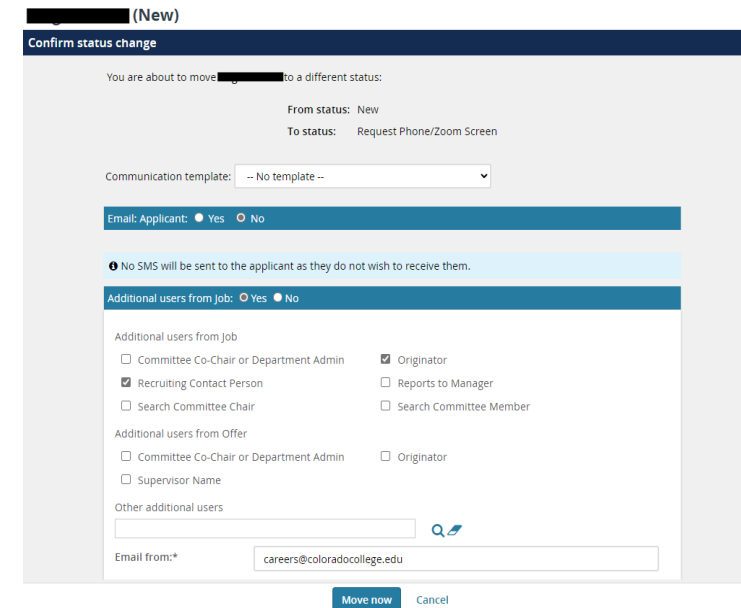 (New)
Confirm status change
You are about to move to a different status:
From status: New
To status: Request Phone/Zoom Screen
Communication template: -- No template --
Email: Applicant: Yes No
No SMS will be sent to the applicant as they do not wish to receive them.
Additional users from Job: Yes No
Additional users from Job
Committee Co-Chair or Department Admin Originator
Recruiting Contact Person Reports to Manager
Search Committee Chair Search Committee Member
Additional users from Offer
Committee Co-Chair or Department Admin Originator
Supervisor Name
Other additional users
Email from:* careers@coloradocollege.edu
Move now Cancel